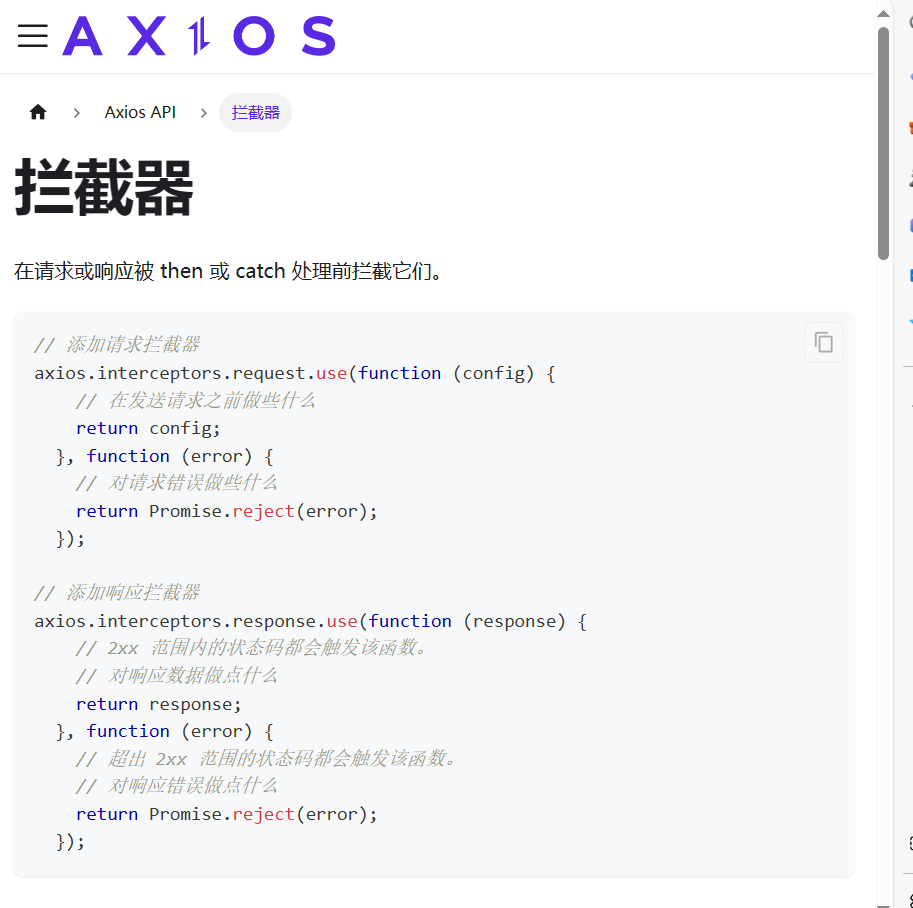 AXIOS
Axios API
拦截器
拦截器
在请求或响应被 then 或 catch 处理前拦截它们。
// 添加请求拦截器
axios.interceptors.request.use(function (config) {
    // 在发送请求之前做些什么
    return config;
  }, function (error) {
    // 对请求错误做些什么
    return Promise.reject(error);
  });
// 添加响应拦截器
axios.interceptors.response.use(function (response) {
    // 2xx 范围内的状态码都会触发该函数。
    // 对响应数据做点什么
    return response;
  }, function (error) {
    // 超出 2xx 范围的状态码都会触发该函数。
    // 对响应错误做点什么
    return Promise.reject(error);
  });